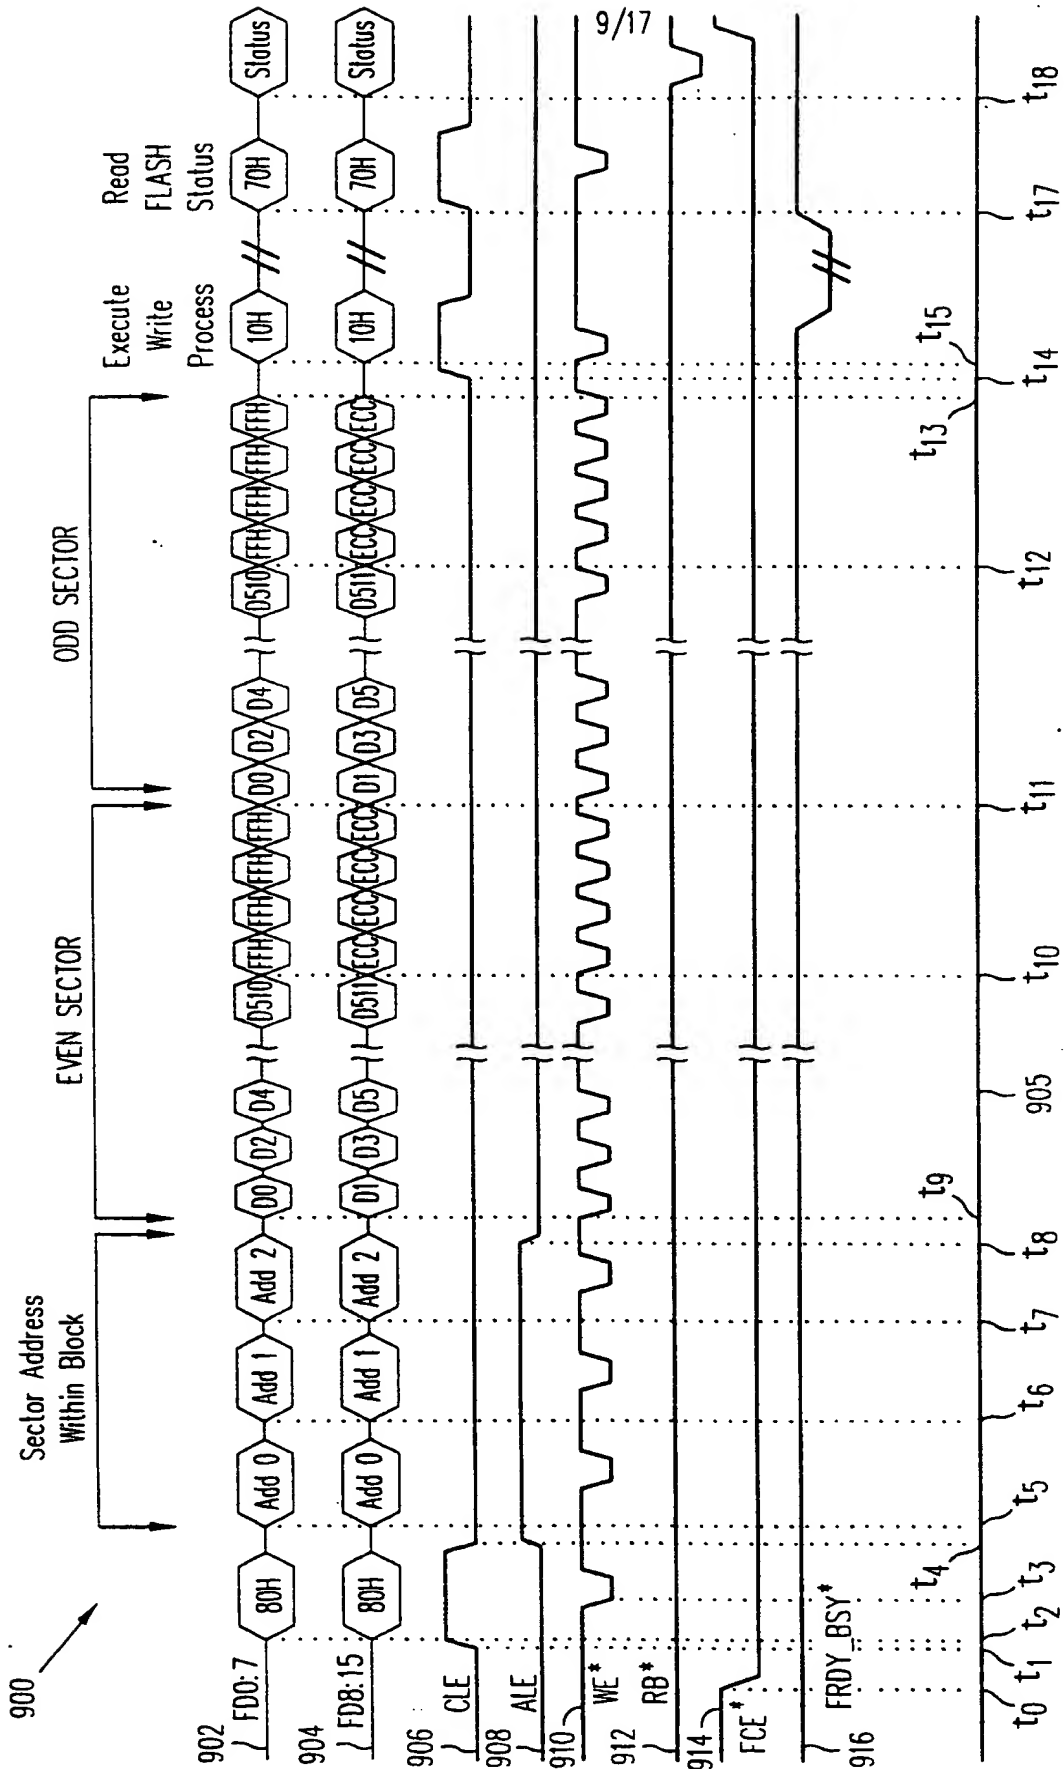 9/17
900
Sector Address
Within Block
EVEN SECTOR
ODD SECTOR
Execute
Write
Process
Read
FLASH
Status
902
FD0:7
80H
Add 0
Add 1
Add 2
D0
D2
D4
D510
FFH
FFH
FFH
FFH
D0
D2
D4
D510
FFH
FFH
FFH
FFH
10H
70H
Status
904
FD8:15
80H
Add 0
Add 1
Add 2
D1
D3
D5
D511
ECC
ECC
ECC
ECC
D1
D3
D5
D511
ECC
ECC
ECC
ECC
10H
70H
Status
906
CLE
908
ALE
910
WE*
912
RB*
914
FCE*
916
FRDY_BSY*
t0
t1
t2
t3
t4
t5
t6
t7
t8
t9
905
t10
t11
t12
t13
t14
t15
t17
t18